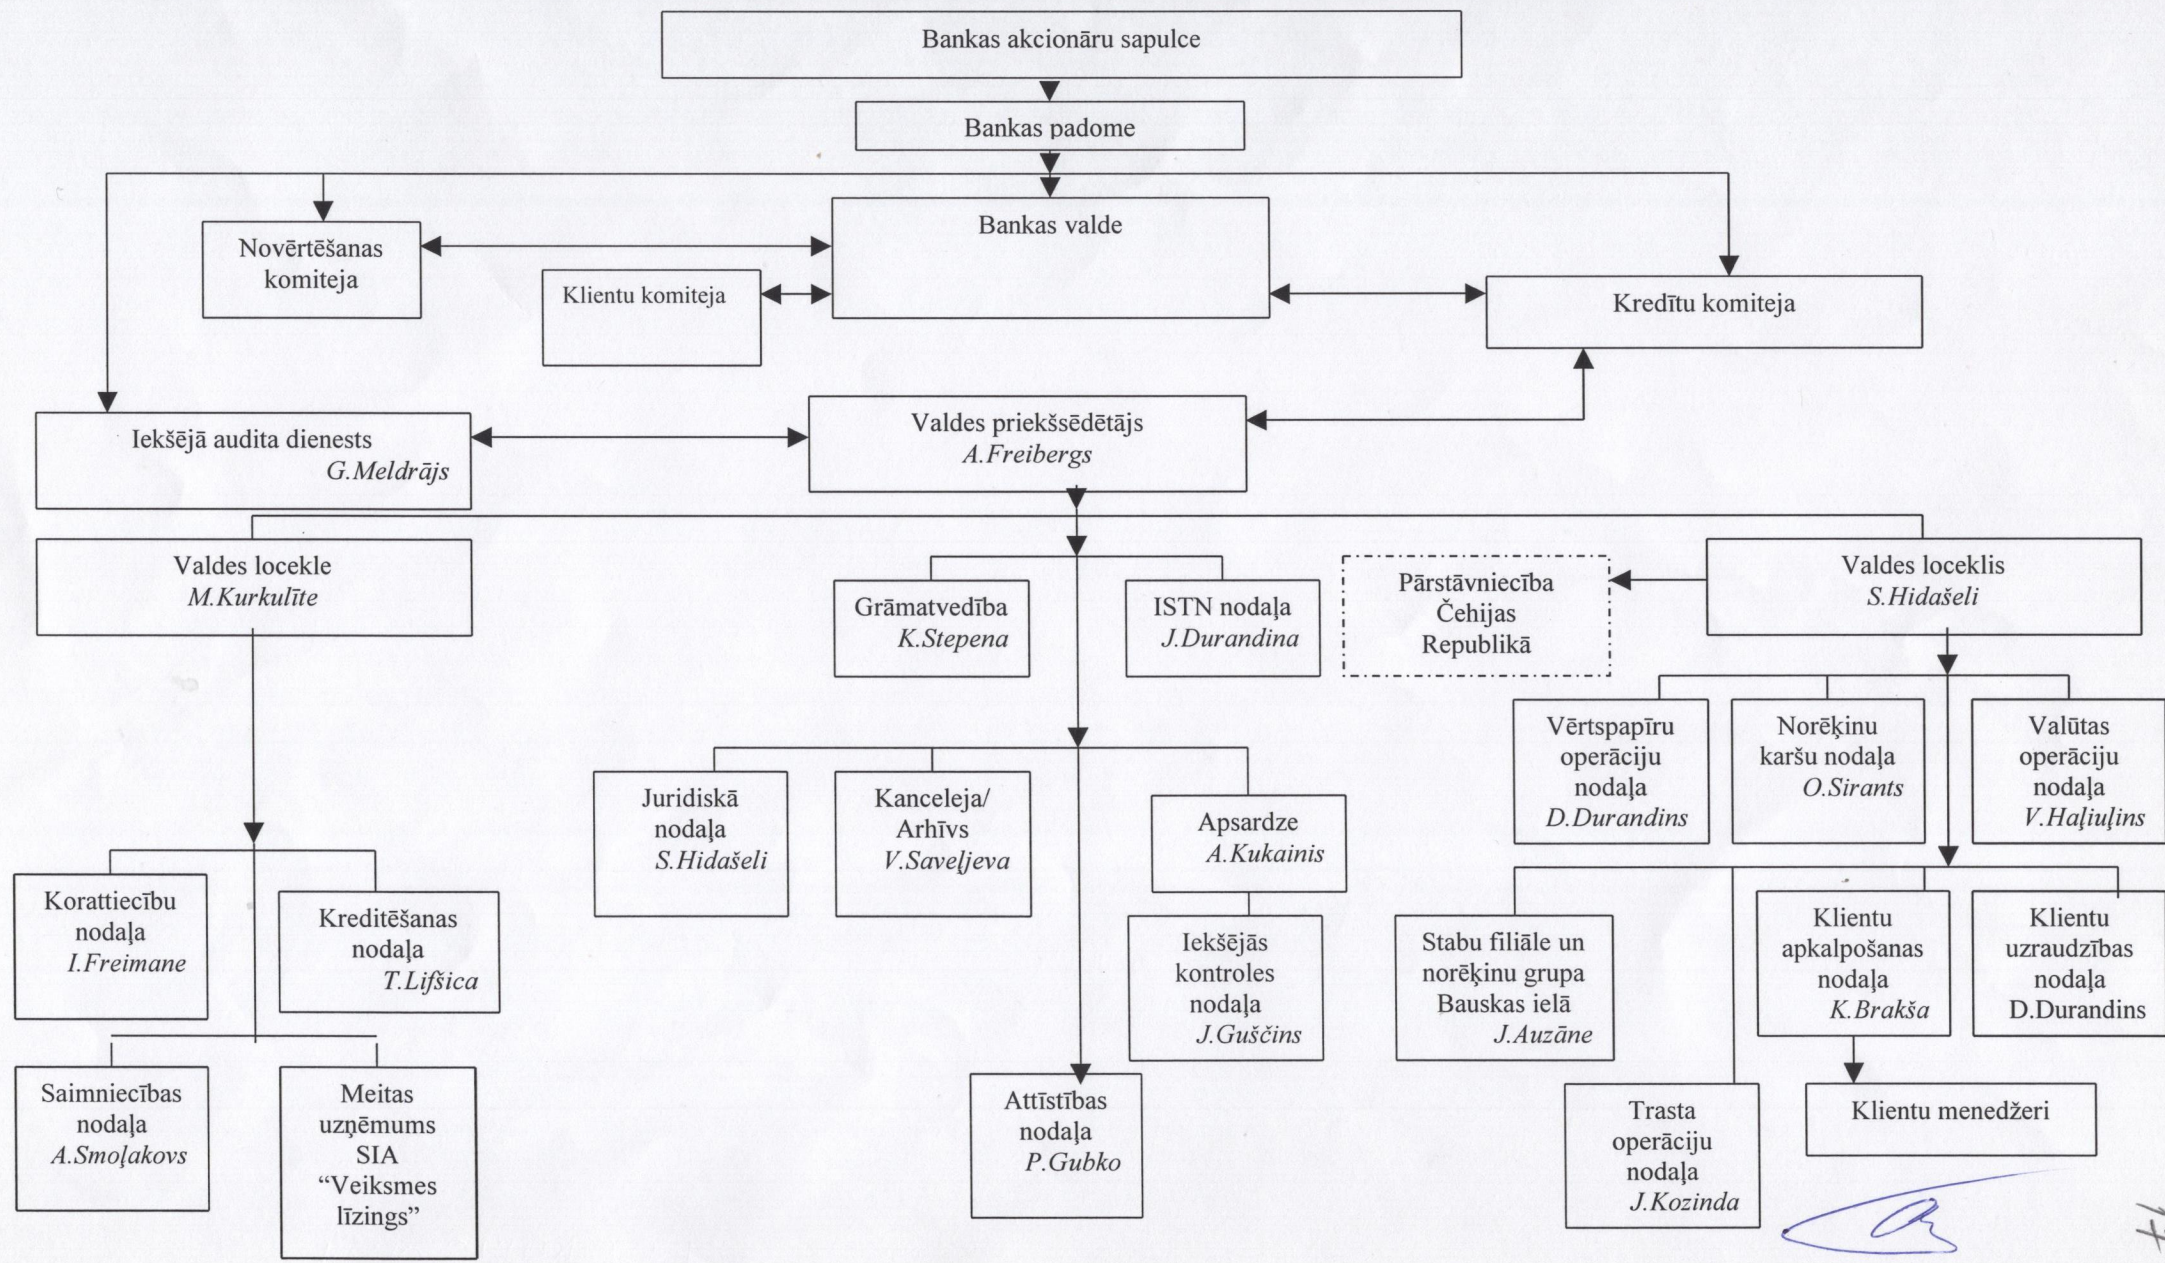 Bankas akcionāru sapulce
Bankas padome
Bankas valde
Novērtēšanas
komiteja
Klientu komiteja
Kredītu komiteja
Iekšējā audita dienests
G.Meldrājs
Valdes priekšsēdētājs
A.Freibergs
Valdes locekle
M.Kurkulīte
Grāmatvedība
K.Stepena
ISTN nodaļa
J.Durandina
Pārstāvniecība
Čehijas
Republikā
Valdes loceklis
S.Hidašeli
Vērtspapīru
operāciju
nodaļa
D.Durandins
Norēķinu
karšu nodaļa
O.Sirants
Valūtas
operāciju
nodaļa
V.Haļiuļins
Juridiskā
nodaļa
S.Hidašeli
Kanceleja/
Arhīvs
V.Saveļjeva
Apsardze
A.Kukainis
Korattiecību
nodaļa
I.Freimane
Kreditēšanas
nodaļa
T.Lifšica
Iekšējās
kontroles
nodaļa
J.Guščins
Stabu filiāle un
norēķinu grupa
Bauskas ielā
J.Auzāne
Klientu
apkalpošanas
nodaļa
K.Brakša
Klientu
uzraudzības
nodaļa
D.Durandins
Saimniecības
nodaļa
A.Smoļakovs
Meitas
uzņēmums
SIA
“Veiksmes
līzings”
Attīstības
nodaļa
P.Gubko
Trasta
operāciju
nodaļa
J.Kozinda
Klientu menedžeri